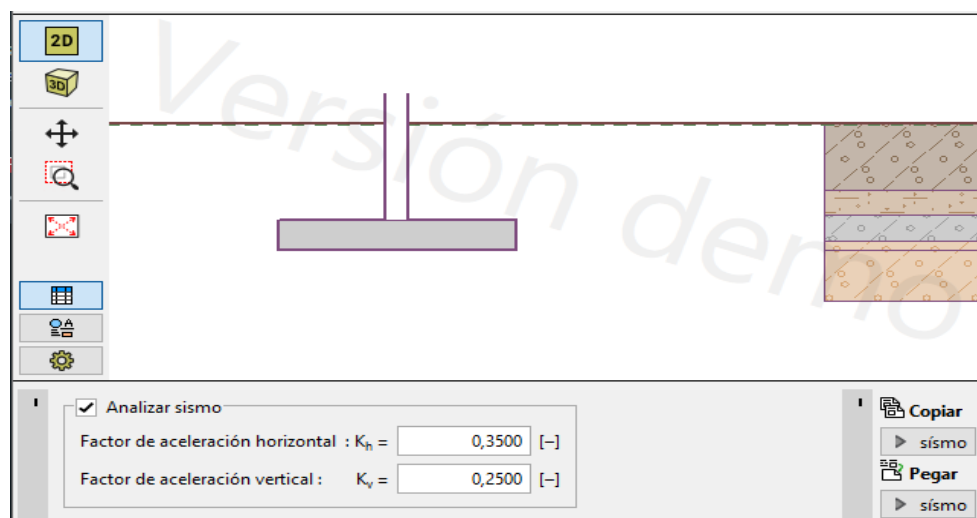 2D
3D
Versión demo
Analizar sismo
Factor de aceleración horizontal : Kh = 0,3500 [–]
Factor de aceleración vertical : Kv = 0,2500 [–]
Copiar
sísmo
Pegar
sísmo